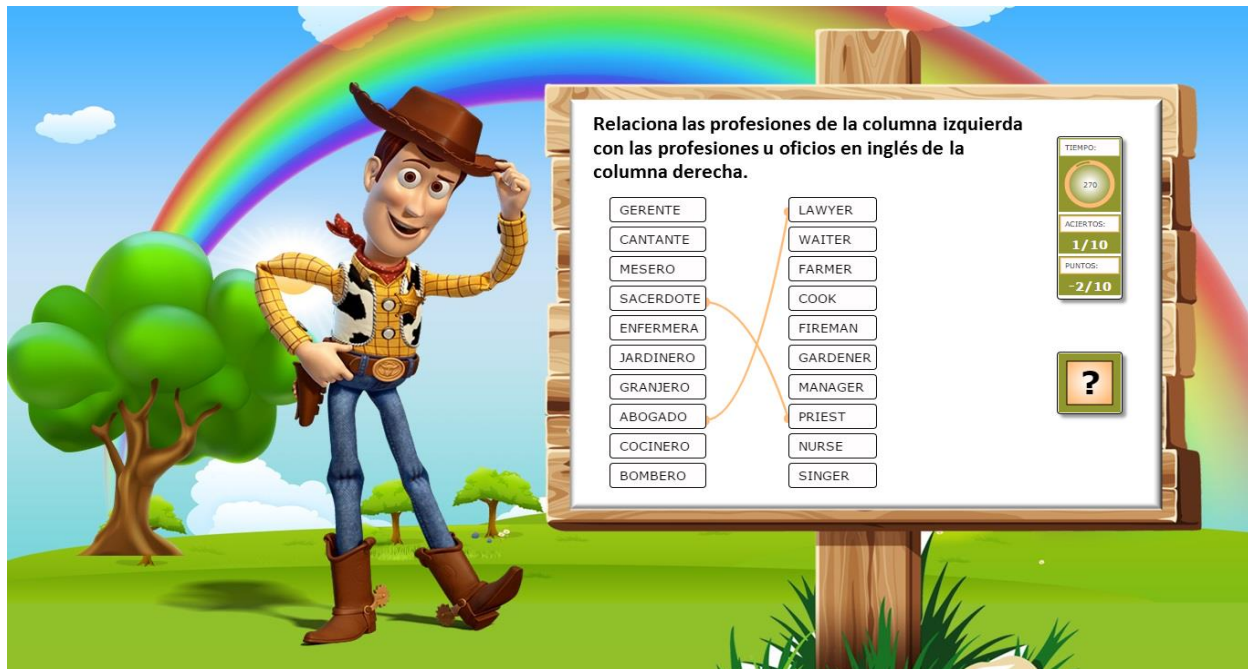 Relaciona las profesiones de la columna izquierda
con las profesiones u oficios en inglés de la
columna derecha.
GERENTE
CANTANTE
MESERO
SACERDOTE
ENFERMERA
JARDINERO
GRANJERO
ABOGADO
COCINERO
BOMBERO
LAWYER
WAITER
FARMER
COOK
FIREMAN
GARDENER
MANAGER
PRIEST
NURSE
SINGER
TIEMPO:
270
ACIERTOS:
1/10
PUNTOS:
-2/10
?